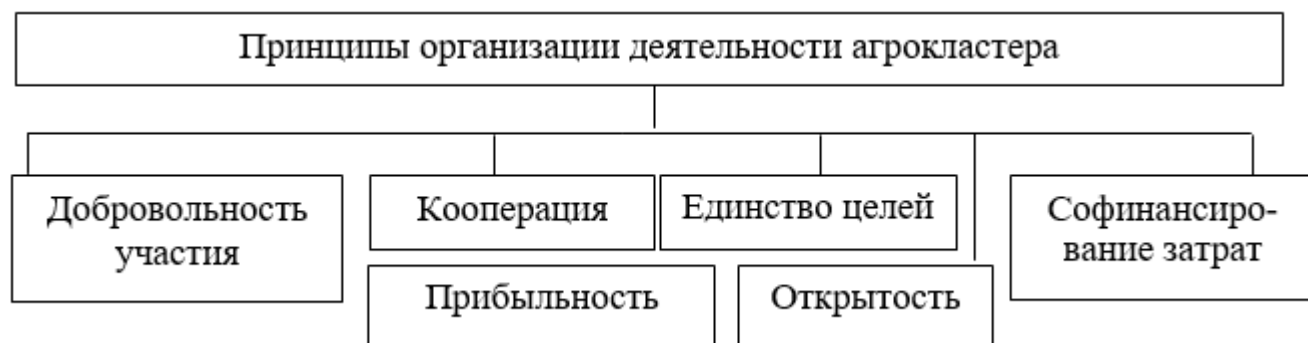 Принципы организации деятельности агрокластера
Добровольность
участия
Кооперация
Единство целей
Софинансиро-
вание затрат
Прибыльность
Открытость